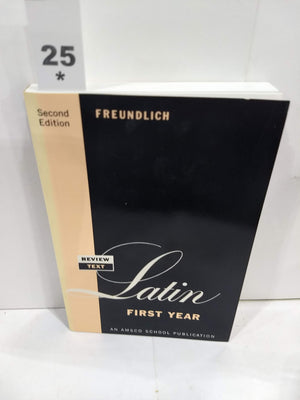 25
*
Second
Edition
FREUNDLICH
REVIEW
TEXT
Latin
FIRST YEAR
AN AMSCO SCHOOL PUBLICATION